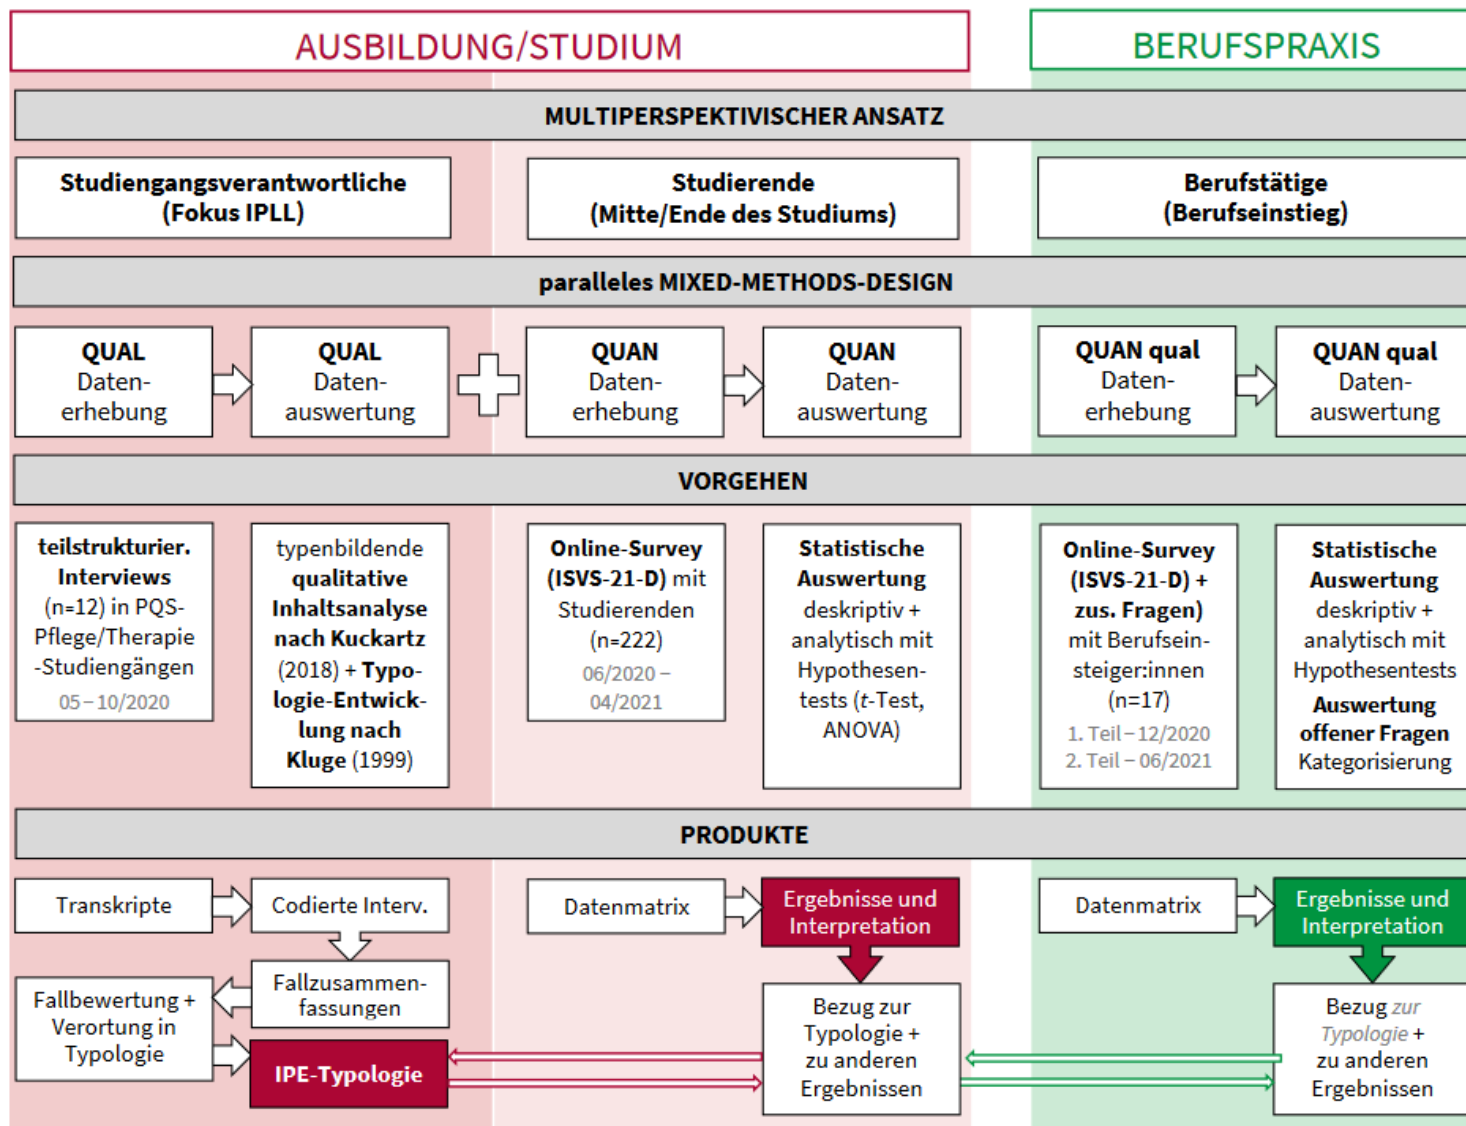 AUSBILDUNG/STUDIUM
BERUFSPRAXIS
MULTIPERSPEKTIVISCHER ANSATZ
Studiengangsverantwortliche
(Fokus IPLL)
Studierende
(Mitte/Ende des Studiums)
Berufstätige
(Berufseinstieg)
paralleles MIXED-METHODS-DESIGN
QUAL
Daten-
erhebung
QUAL
Daten-
auswertung
QUAN
Daten-
erhebung
QUAN
Daten-
auswertung
QUAN qual
Daten-
erhebung
QUAN qual
Daten-
auswertung
VORGEHEN
teilstrukturier.
Interviews
(n=12) in PQS-
Pflege/Therapie
-Studiengängen
05 – 10/2020
typenbildende
qualitative
Inhaltsanalyse
nach Kuckartz
(2018) + Typo-
logie-Entwick-
lung nach
Kluge (1999)
Online-Survey
(ISVS-21-D) mit
Studierenden
(n=222)
06/2020 –
04/2021
Statistische
Auswertung
deskriptiv +
analytisch mit
Hypothesen-
tests (t-Test,
ANOVA)
Online-Survey
(ISVS-21-D) +
zus. Fragen)
mit Berufsein-
steiger:innen
(n=17)
1. Teil – 12/2020
2. Teil – 06/2021
Statistische
Auswertung
deskriptiv +
analytisch mit
Hypothesentests
Auswertung
offener Fragen
Kategorisierung
PRODUKTE
Transkripte
Codierte Interv.
Fallzusammen-
fassungen
Fallbewertung +
Verortung in
Typologie
IPE-Typologie
Datenmatrix
Ergebnisse und
Interpretation
Bezug zur
Typologie +
zu anderen
Ergebnissen
Datenmatrix
Ergebnisse und
Interpretation
Bezug zur
Typologie +
zu anderen
Ergebnissen